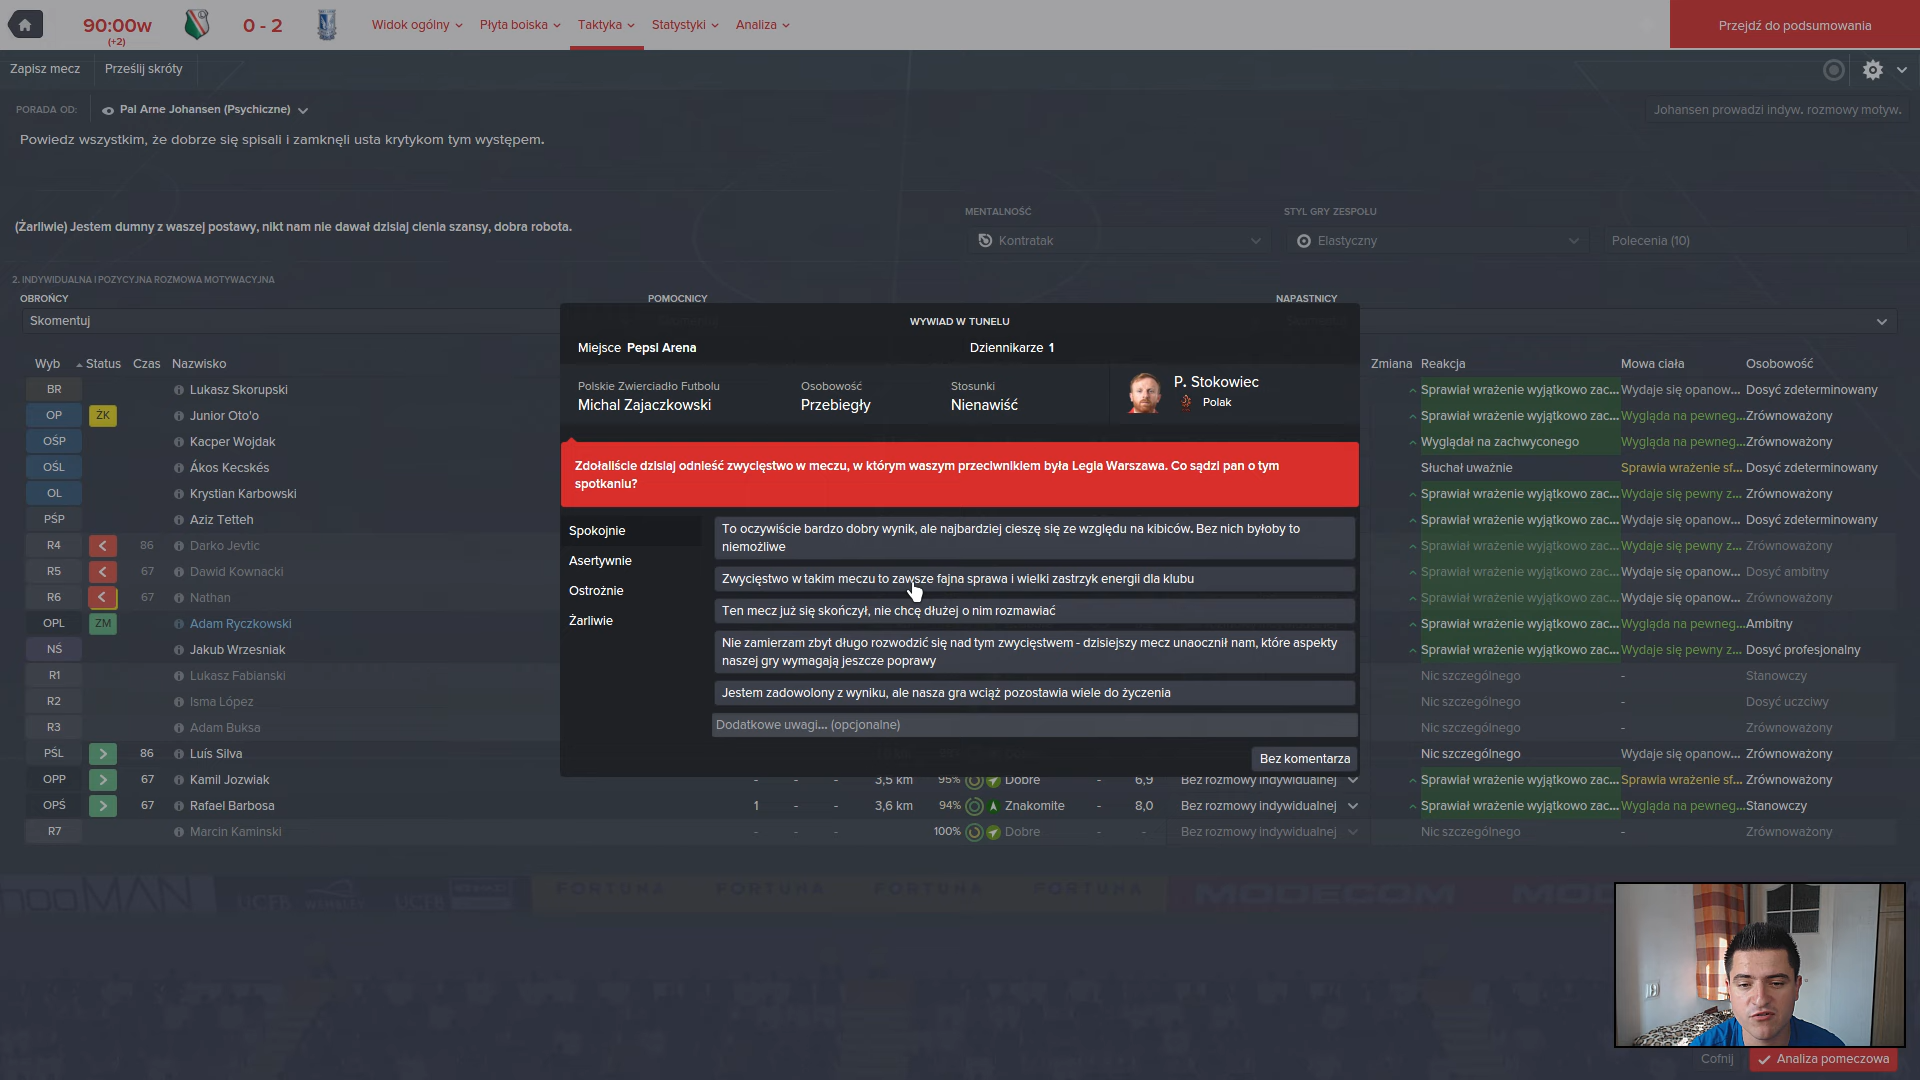 90:00w
(+2)
0 - 2
Widok ogólny
Płyta boiska
Taktyka
Statystyki
Analiza
Przejdź do podsumowania
Zapisz mecz
Prześlij skróty
PORADA OD:
Pal Arne Johansen (Psychiczne)
Johansen prowadzi indyw. rozmowy motyw.
Powiedz wszystkim, że dobrze się spisali i zamknęli usta krytykom tym występem.
MENTALNOŚĆ
STYL GRY ZESPOŁU
(Żarliwie) Jestem dumny z waszej postawy, nikt nam nie dawał dzisiaj cienia szansy, dobra robota.
Kontratak
Elastyczny
Polecenia (10)
2. INDYWIDUALNA I POZYCYJNA ROZMOWA MOTYWACYJNA
OBROŃCY
POMOCNICY
NAPASTNICY
Skomentuj
WYWIAD W TUNELU
Miejsce Pepsi Arena
Dziennikarze 1
Polskie Zwierciadło Futbolu
Michal Zajaczkowski
Osobowość
Przebiegły
Stosunki
Nienawiść
P. Stokowiec
Polak
Zdołaliście dzisiaj odnieść zwycięstwo w meczu, w którym waszym przeciwnikiem była Legia Warszawa. Co sądzi pan o tym
spotkaniu?
Spokojnie
Asertywnie
Ostrożnie
Żarliwie
To oczywiście bardzo dobry wynik, ale najbardziej cieszę się ze względu na kibiców. Bez nich byłoby to
niemożliwe
Zwycięstwo w takim meczu to zawsze fajna sprawa i wielki zastrzyk energii dla klubu
Ten mecz już się skończył, nie chcę dłużej o nim rozmawiać
Nie zamierzam zbyt długo rozwodzić się nad tym zwycięstwem - dzisiejszy mecz unaocznił nam, które aspekty
naszej gry wymagają jeszcze poprawy
Jestem zadowolony z wyniku, ale nasza gra wciąż pozostawia wiele do życzenia
Dodatkowe uwagi... (opcjonalne)
Bez komentarza
Wyb Status Czas Nazwisko Zmiana Reakcja Mowa ciała Osobowość
BR Lukasz Skorupski Sprawiał wrażenie wyjątkowo zac... Wydaje się opanow... Dosyć zdeterminowany
OP ŻK Junior Oto'o Sprawiał wrażenie wyjątkowo zac... Wygląda na pewneg... Zrównoważony
OŚP Kacper Wojdak Wyglądał na zachwyconego Wygląda na pewneg... Zrównoważony
OŚL Ákos Kecskés Słuchał uważnie Sprawia wrażenie sf... Dosyć zdeterminowany
OL Krystian Karbowski Sprawiał wrażenie wyjątkowo zac... Wydaje się pewny z... Zrównoważony
PŚP Aziz Tetteh Sprawiał wrażenie wyjątkowo zac... Wygląda na pewneg... Dosyć zdeterminowany
R4 86 Darko Jevtic Sprawiał wrażenie wyjątkowo zac... Wydaje się pewny z... Zrównoważony
R5 67 Dawid Kownacki Sprawiał wrażenie wyjątkowo zac... Wydaje się pewny z... Dosyć ambitny
R6 67 Nathan Sprawiał wrażenie wyjątkowo zac... Wydaje się opanow... Zrównoważony
OPL ZM Adam Ryczkowski Sprawiał wrażenie wyjątkowo zac... Wygląda na pewneg... Ambitny
NŚ Jakub Wrzesniak Sprawiał wrażenie wyjątkowo zac... Wydaje się pewny z... Dosyć profesjonalny
R1 Lukasz Fabianski Nic szczególnego - Stanowczy
R2 Isma López Nic szczególnego - Dosyć uczciwy
R3 Adam Buksa Nic szczególnego - Zrównoważony
PŚL 86 Luís Silva Nic szczególnego Wydaje się opanow... Zrównoważony
OPP 67 Kamil Jozwiak - - - 3,5 km 95% Dobre - 6,9 Bez rozmowy indywidualnej Sprawiał wrażenie wyjątkowo zac... Sprawia wrażenie sf... Zrównoważony
OPŚ 67 Rafael Barbosa 1 - - 3,6 km 94% Znakomite - 8,0 Bez rozmowy indywidualnej Sprawiał wrażenie wyjątkowo zac... Wygląda na pewneg... Stanowczy
R7 Marcin Kaminski - - - 100% Dobre - - Bez rozmowy indywidualnej Nic szczególnego - Zrównoważony
UCFB WEMBLEY UCFB FORTUNA FORTUNA FORTUNA FORTUNA MODECOM
Cofnij
Analiza pomeczowa